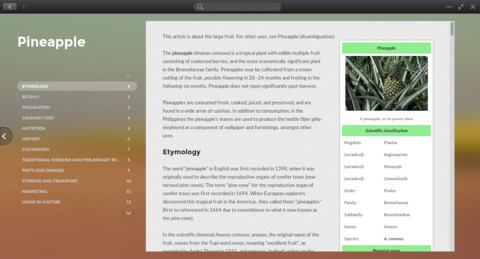 Pineapple
ETYMOLOGY 1
BOTANY 2
POLLINATION 3
CULINARY USES 4
NUTRITION 5
HISTORY 6
CULTIVATION 7
TRADITIONAL MEDICINE AND PRELIMINARY RE... 8
PESTS AND DISEASES 9
STORAGE AND TRANSPORT 10
MARKETING 11
USAGE IN CULTURE 12
This article is about the large fruit. For other uses, see Pineapple (disambiguation).
The pineapple (Ananas comosus) is a tropical plant with edible multiple fruit
consisting of coalesced berries, and the most economically significant plant
in the Bromeliaceae family. Pineapples may be cultivated from a crown
cutting of the fruit, possibly flowering in 20–24 months and fruiting in the
following six months. Pineapple does not ripen significantly post-harvest.
Pineapples are consumed fresh, cooked, juiced, and preserved, and are
found in a wide array of cuisines. In addition to consumption, in the
Philippines the pineapple's leaves are used to produce the textile fiber piña-
employed as a component of wallpaper and furnishings, amongst other
uses.
Etymology
The word "pineapple" in English was first recorded in 1398, when it was
originally used to describe the reproductive organs of conifer trees (now
termed pine cones). The term "pine cone" for the reproductive organ of
conifer trees was first recorded in 1694. When European explorers
discovered this tropical fruit in the Americas, they called them "pineapples"
(first so referenced in 1664 due to resemblance to what is now known as
the pine cone).
In the scientific binomial Ananas comosus, ananas, the original name of the
fruit, comes from the Tupi word nanas, meaning "excellent fruit", as
Pineapple
A pineapple, on its parent plant
Scientific classification
Kingdom: Plantae
(unranked): Angiosperms
(unranked): Monocots
(unranked): Commelinids
Order: Poales
Family: Bromeliaceae
Subfamily: Bromelioideae
Genus: Ananas
Species: A. comosus
Binomial name